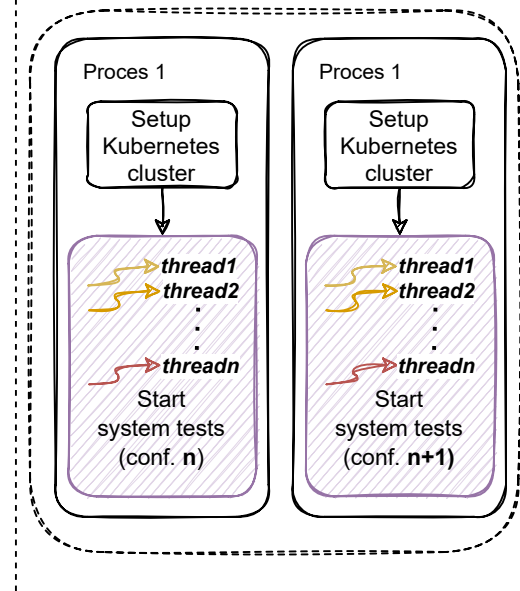 Proces 1
Setup
Kubernetes
cluster
thread1
thread2
.
.
.
threadn
Start
system tests
(conf. n)
Proces 1
Setup
Kubernetes
cluster
thread1
thread2
.
.
.
threadn
Start
system tests
(conf. n+1)